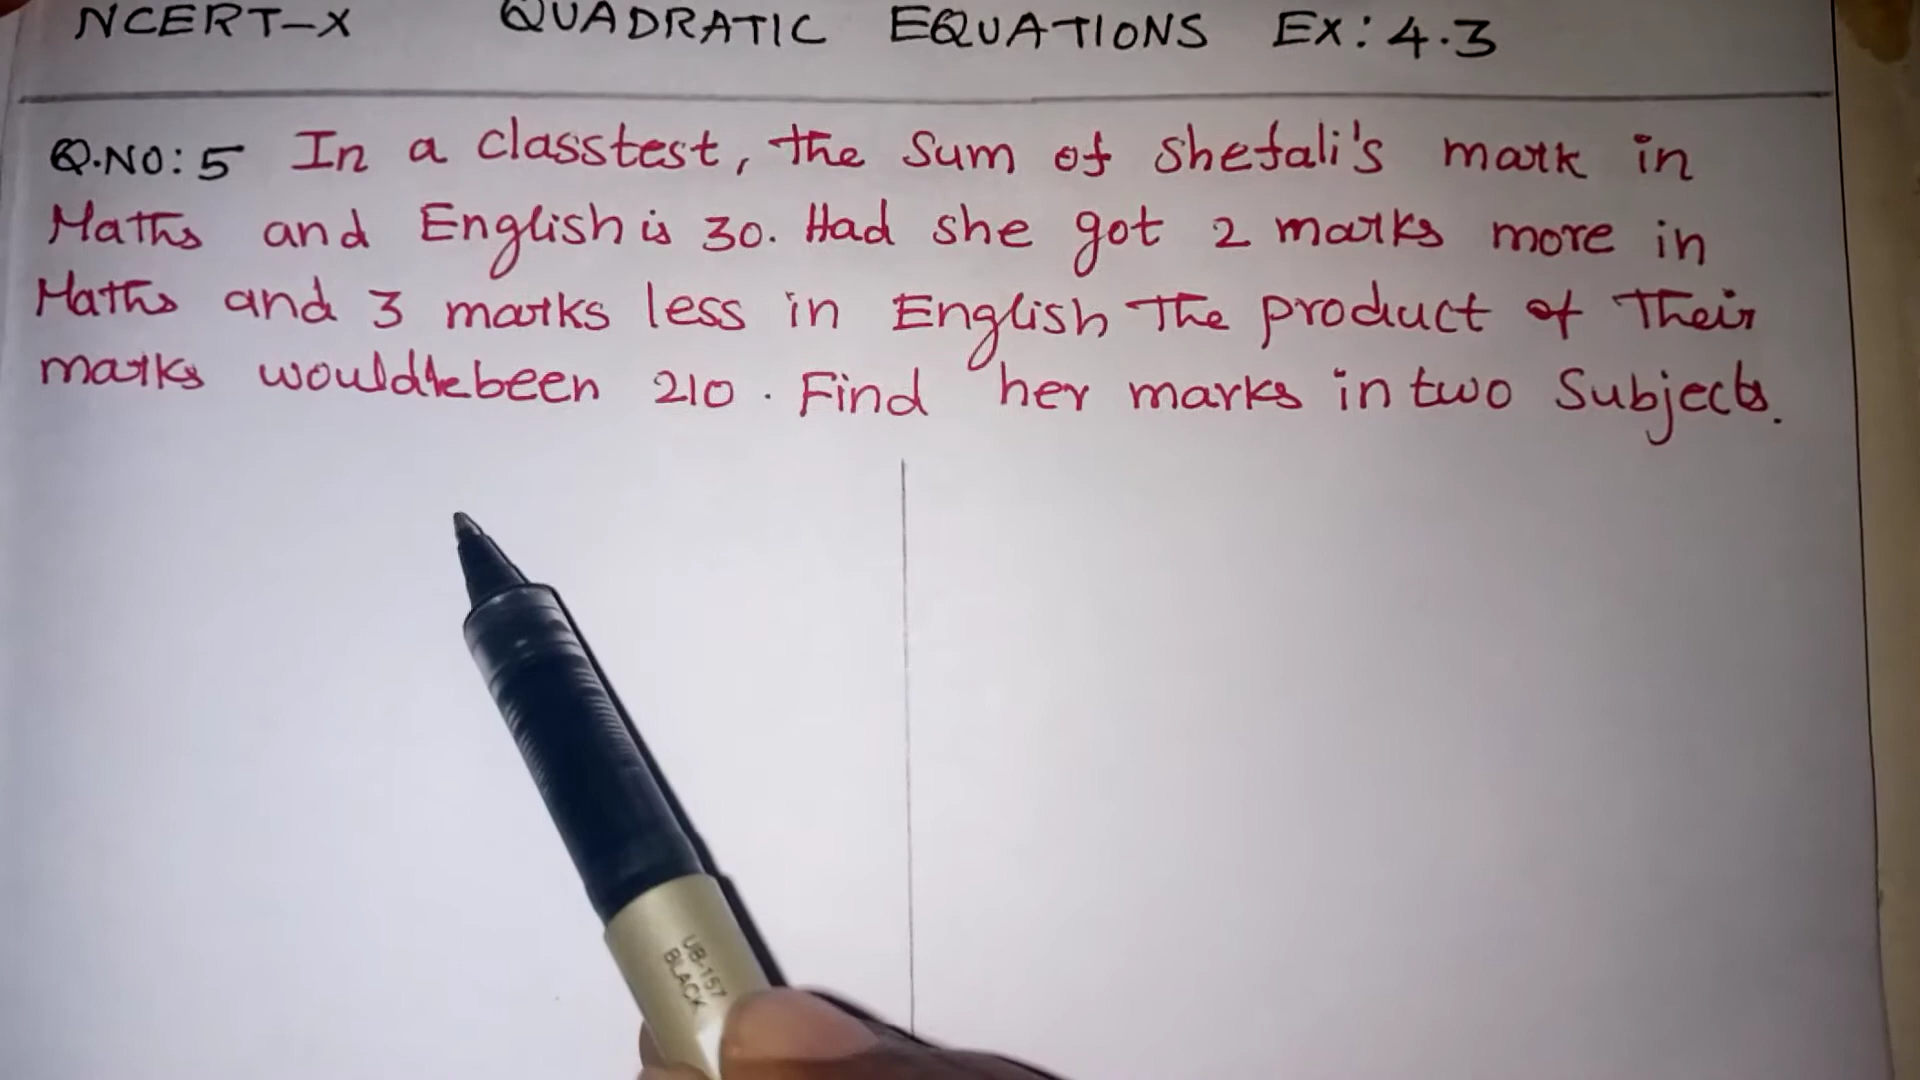 NCERT-X QUADRATIC EQUATIONS EX: 4.3
Q.NO: 5 In a classtest, the sum of shefali's mark in
Maths and English is 30. Had she got 2 marks more in
Maths and 3 marks less in English The product of Their
marks would been 210. Find her marks in two Subjects.
UB-157
BLACK